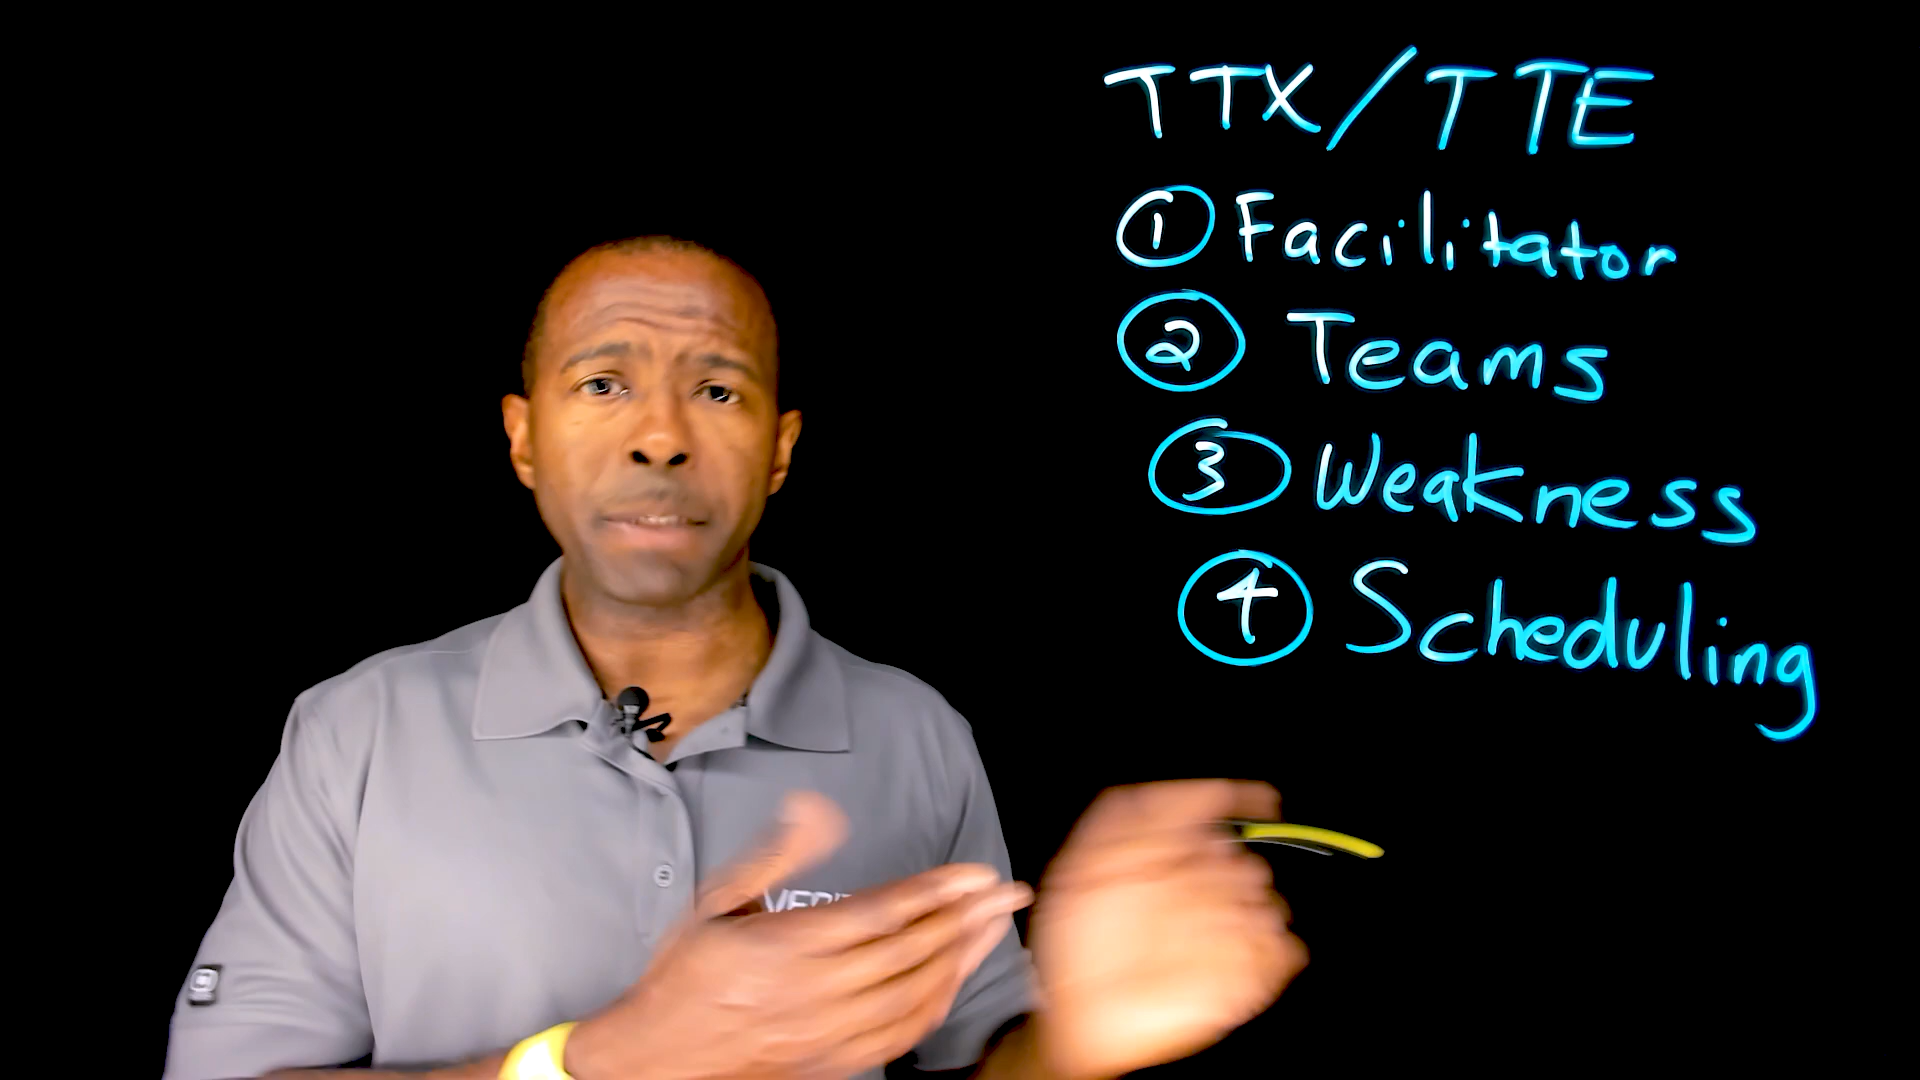 TTX/TTE
1 Facilitator
2 Teams
3 Weakness
4 Scheduling